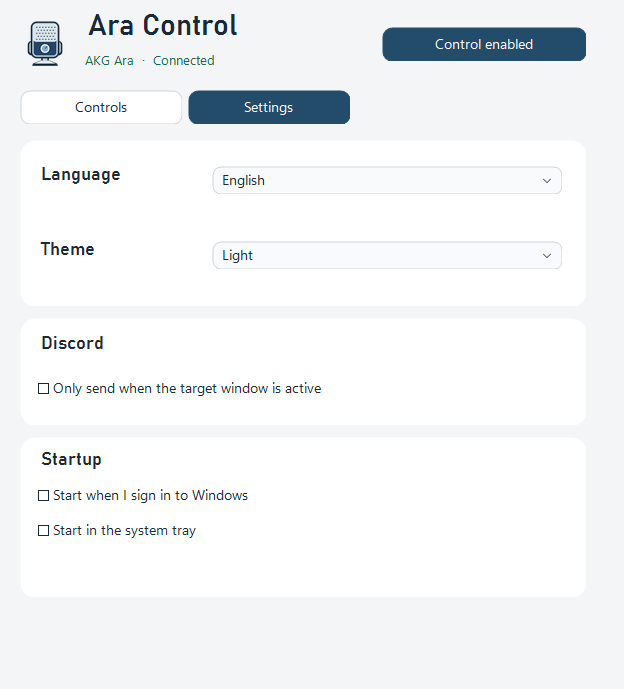 Ara Control
AKG Ara · Connected
Control enabled
Controls
Settings
Language
English
Theme
Light
Discord
Only send when the target window is active
Startup
Start when I sign in to Windows
Start in the system tray